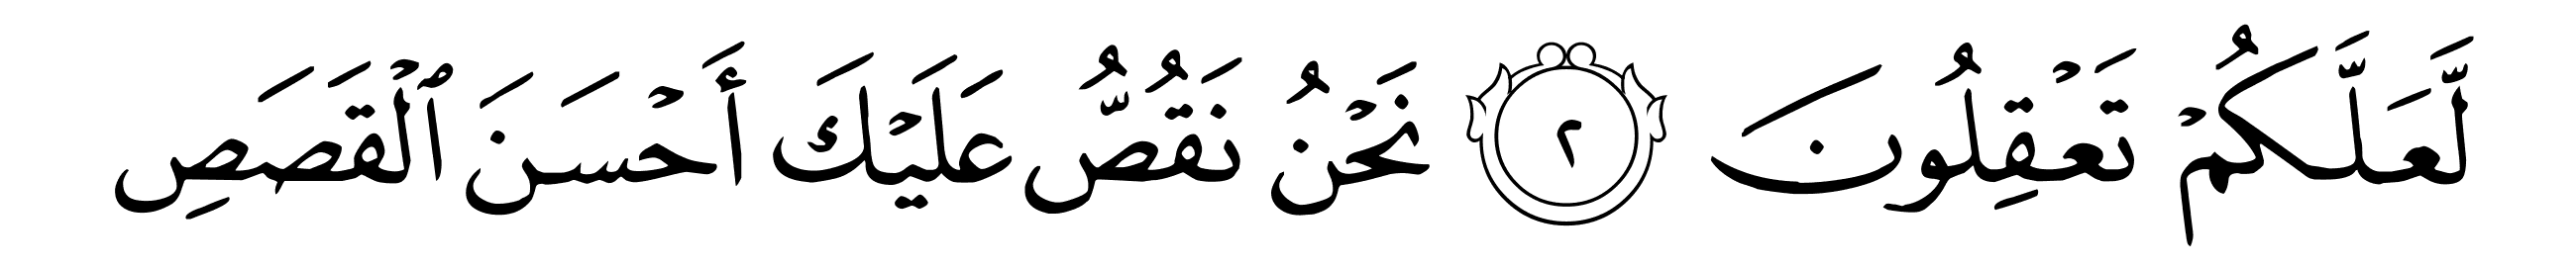 لَّعَلَّكُمْ تَعْقِلُونَ ٢ نَحْنُ نَقُصُّ عَلَيْكَ أَحْسَنَ ٱلْقَصَصِ